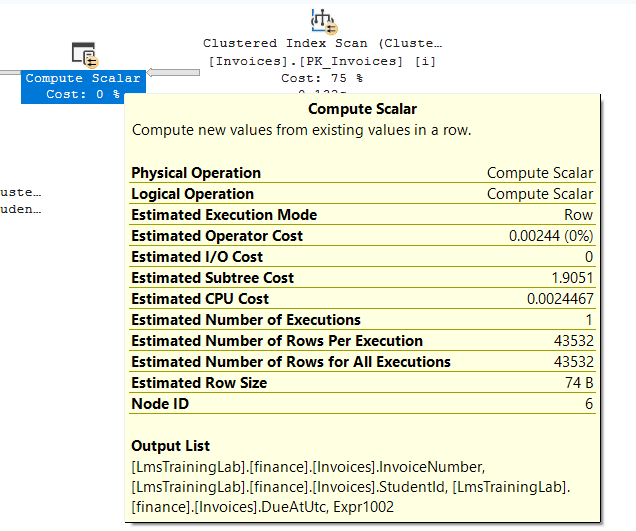 Clustered Index Scan (Cluste…
[Invoices].[PK_Invoices] [i]
Cost: 75 %
Compute Scalar
Cost: 0 %
uste…
uden…
Compute Scalar
Compute new values from existing values in a row.
Physical Operation Compute Scalar
Logical Operation Compute Scalar
Estimated Execution Mode Row
Estimated Operator Cost 0.00244 (0%)
Estimated I/O Cost 0
Estimated Subtree Cost 1.9051
Estimated CPU Cost 0.0024467
Estimated Number of Executions 1
Estimated Number of Rows Per Execution 43532
Estimated Number of Rows for All Executions 43532
Estimated Row Size 74 B
Node ID 6
Output List
[LmsTrainingLab].[finance].[Invoices].InvoiceNumber,
[LmsTrainingLab].[finance].[Invoices].StudentId, [LmsTrainingLab].
[finance].[Invoices].DueAtUtc, Expr1002